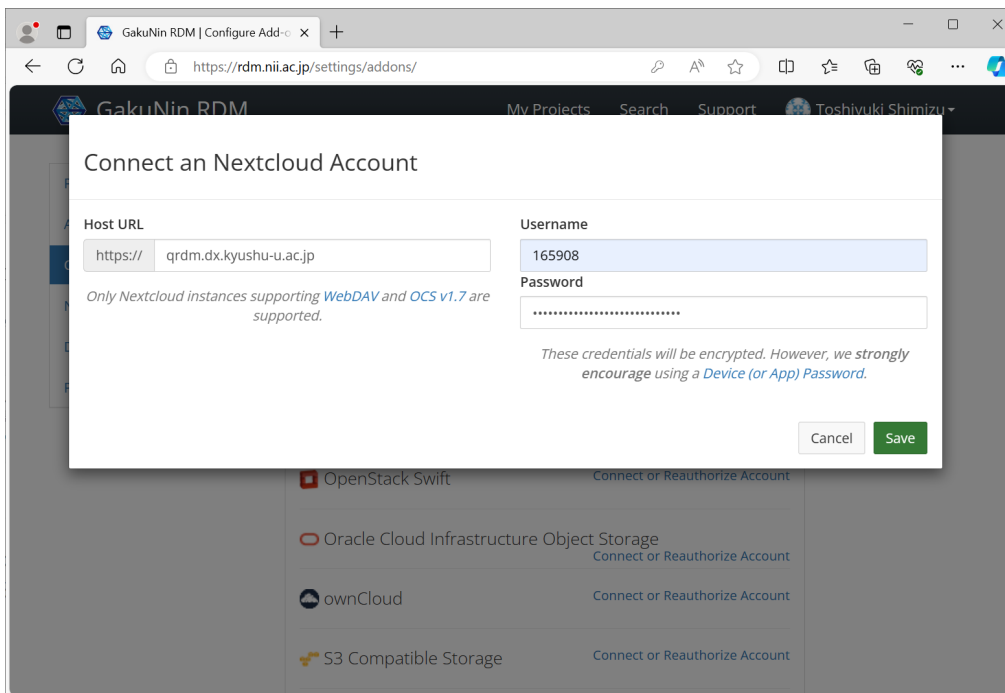 GakuNin RDM | Configure Add-o
https://rdm.nii.ac.jp/settings/addons/
GakuNin RDM
My Projects
Search
Support
Toshiyuki Shimizu
Connect an Nextcloud Account
Host URL
https://
qrdm.dx.kyushu-u.ac.jp
Only Nextcloud instances supporting WebDAV and OCS v1.7 are
supported.
Username
165908
Password
•••••••••••••••••••••••••••••
These credentials will be encrypted. However, we strongly
encourage using a Device (or App) Password.
Cancel
Save
OpenStack Swift
Connect or Reauthorize Account
Oracle Cloud Infrastructure Object Storage
Connect or Reauthorize Account
ownCloud
Connect or Reauthorize Account
S3 Compatible Storage
Connect or Reauthorize Account